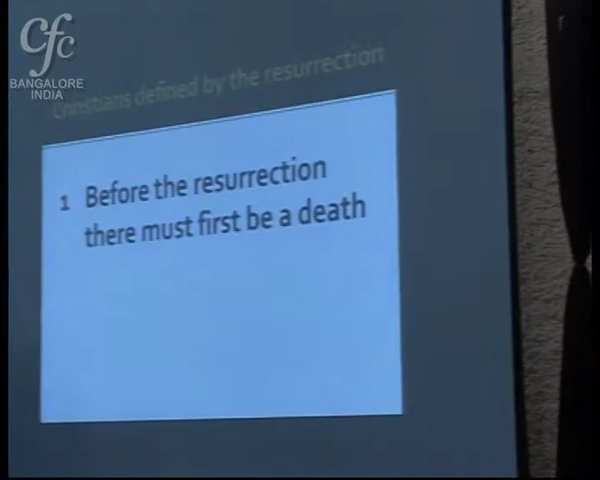 cfc
BANGALORE
INDIA
Christians defined by the resurrection
1 Before the resurrection
there must first be a death